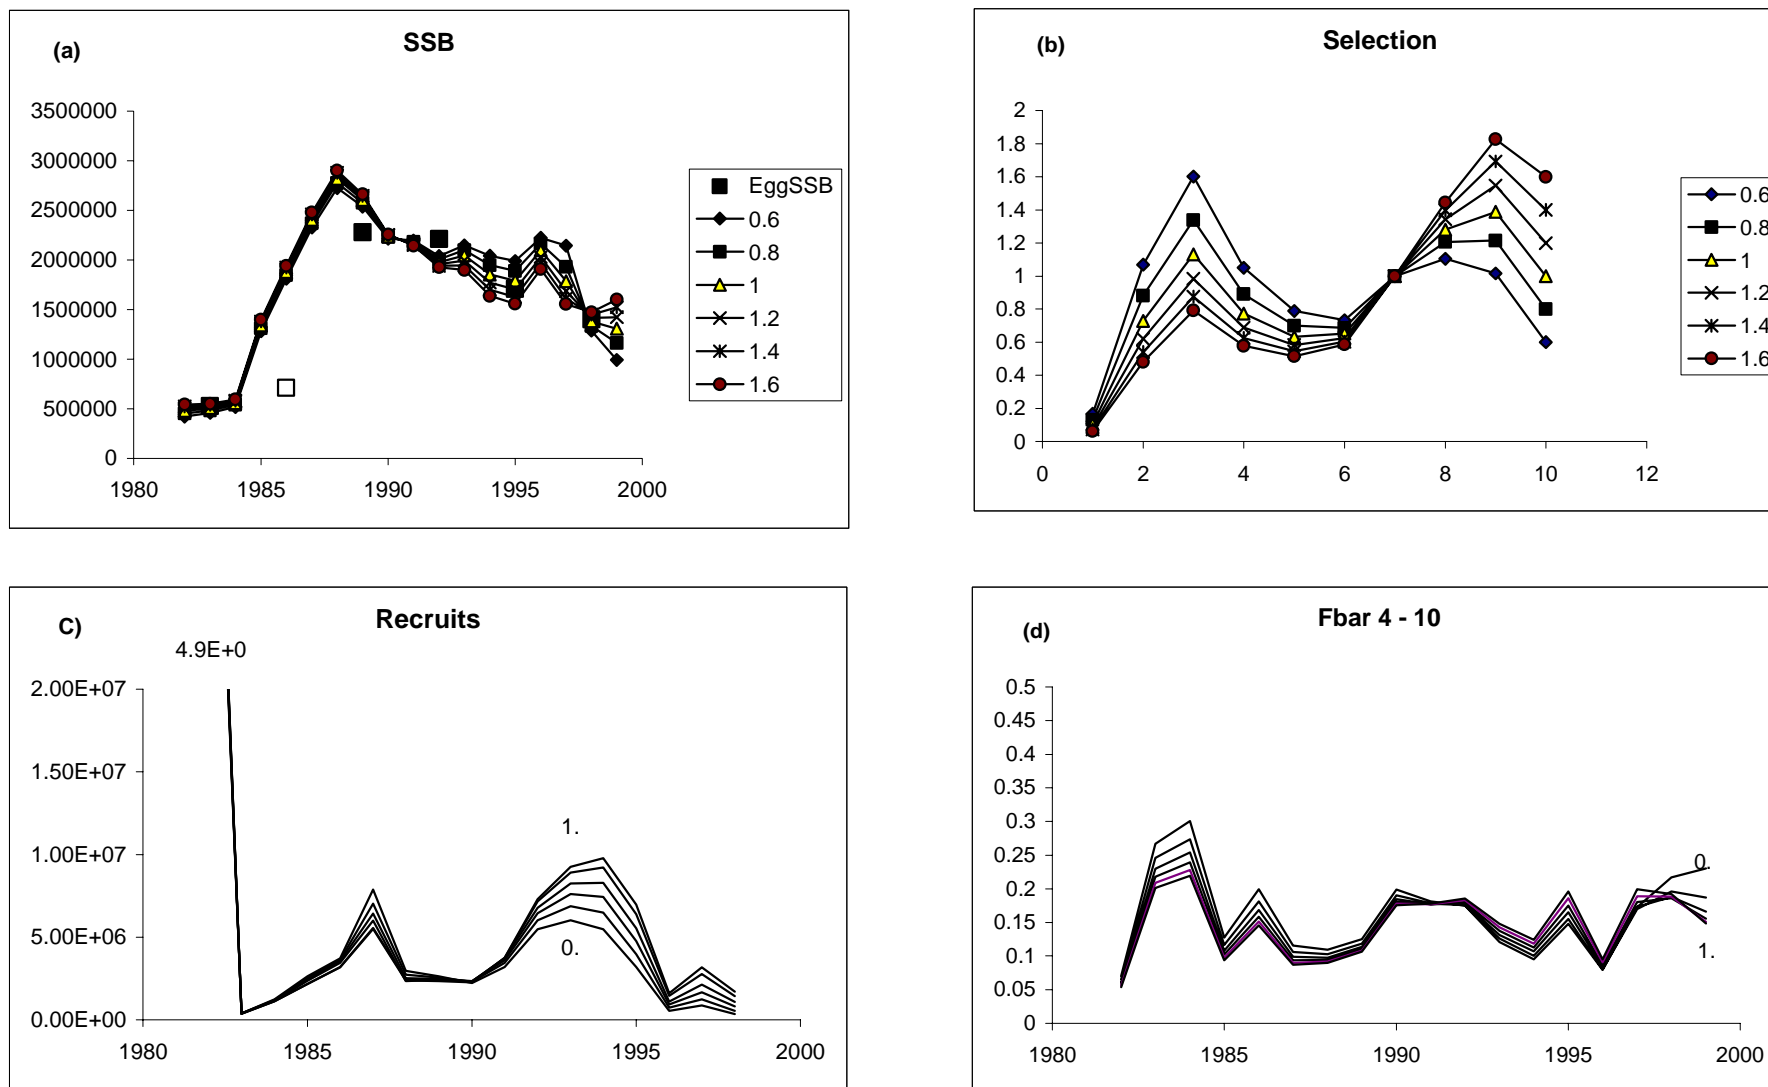 (a)
SSB
3500000
3000000
2500000
2000000
1500000
1000000
500000
0
1980 1985 1990 1995 2000
EggSSB
0.6
0.8
1
1.2
1.4
1.6
(b)
Selection
2
1.8
1.6
1.4
1.2
1
0.8
0.6
0.4
0.2
0
0 2 4 6 8 10 12
0.6
0.8
1
1.2
1.4
1.6
C)
Recruits
4.9E+0
2.00E+07
1.50E+07
1.00E+07
5.00E+06
0.00E+00
1.
0.
1980 1985 1990 1995 2000
(d)
Fbar 4 - 10
0.5
0.45
0.4
0.35
0.3
0.25
0.2
0.15
0.1
0.05
0
0.
1.
1980 1985 1990 1995 2000